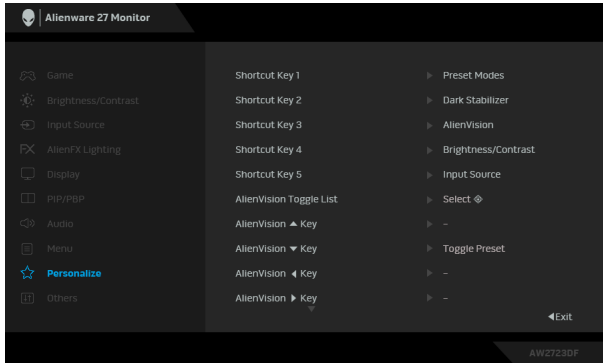 Alienware 27 Monitor
Game
Brightness/Contrast
Input Source
AlienFX Lighting
Display
PIP/PBP
Audio
Menu
Personalize
Others
Shortcut Key 1 Preset Modes
Shortcut Key 2 Dark Stabilizer
Shortcut Key 3 AlienVision
Shortcut Key 4 Brightness/Contrast
Shortcut Key 5 Input Source
AlienVision Toggle List Select
AlienVision ▲ Key –
AlienVision ▼ Key Toggle Preset
AlienVision ◀ Key –
AlienVision ▶ Key –
◀Exit
AW2723DF